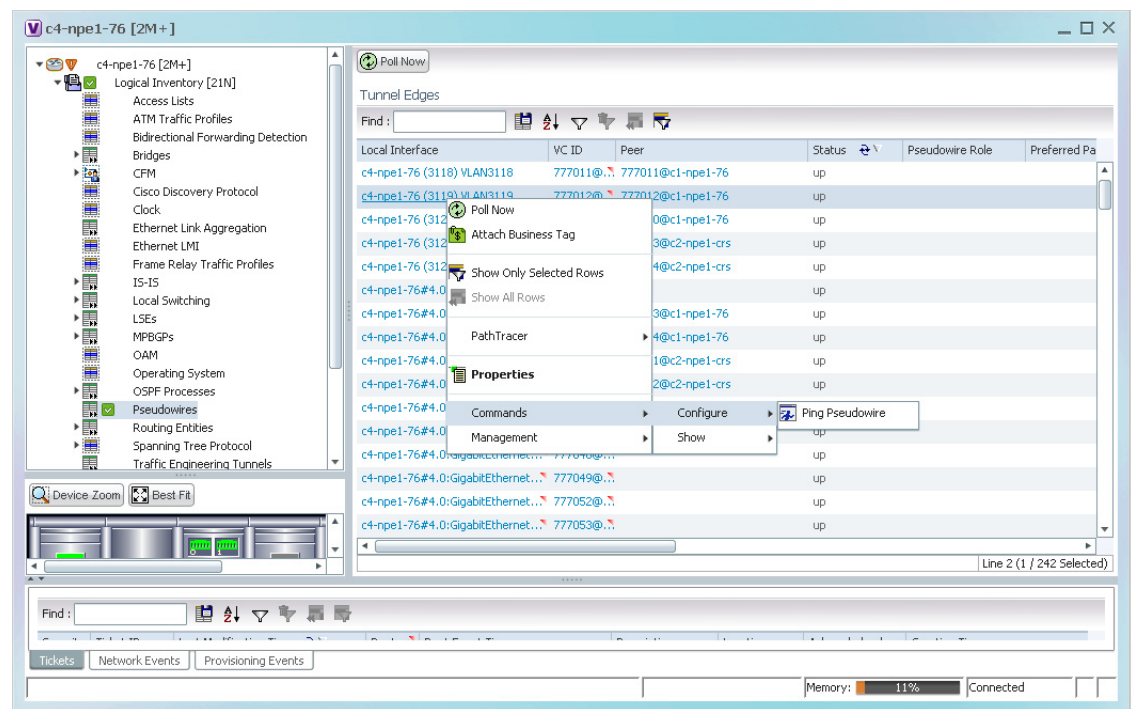 c4-npe1-76 [2M+]
c4-npe1-76 [2M+]
Logical Inventory [21N]
Access Lists
ATM Traffic Profiles
Bidirectional Forwarding Detection
Bridges
CFM
Cisco Discovery Protocol
Clock
Ethernet Link Aggregation
Ethernet LMI
Frame Relay Traffic Profiles
IS-IS
Local Switching
LSEs
MPBGPs
OAM
Operating System
OSPF Processes
Pseudowires
Routing Entities
Spanning Tree Protocol
Traffic Engineering Tunnels
Device Zoom Best Fit
0 1
Poll Now
Tunnel Edges
Find :
Local Interface VC ID Peer Status Pseudowire Role Preferred Pa
c4-npe1-76 (3118) VLAN3118 777011@.. 777011@c1-npe1-76 up
c4-npe1-76 (3119) VLAN3119 777012@.. 777012@c1-npe1-76 up
c4-npe1-76 (312 0@c1-npe1-76 up
c4-npe1-76 (312 3@c2-npe1-crs up
c4-npe1-76 (312 4@c2-npe1-crs up
c4-npe1-76#4.0 up
c4-npe1-76#4.0 3@c1-npe1-76 up
c4-npe1-76#4.0 4@c1-npe1-76 up
c4-npe1-76#4.0 1@c2-npe1-crs up
c4-npe1-76#4.0 2@c2-npe1-crs up
c4-npe1-76#4.0
c4-npe1-76#4.0 up
c4-npe1-76#4.0:GigabitEthernet... 777048@.. up
c4-npe1-76#4.0:GigabitEthernet... 777049@.. up
c4-npe1-76#4.0:GigabitEthernet... 777052@.. up
c4-npe1-76#4.0:GigabitEthernet... 777053@.. up
Poll Now
Attach Business Tag
Show Only Selected Rows
Show All Rows
PathTracer
Properties
Commands
Management
Configure
Show
Ping Pseudowire
Line 2 (1 / 242 Selected)
Find :
Tickets Network Events Provisioning Events
Memory: 11% Connected